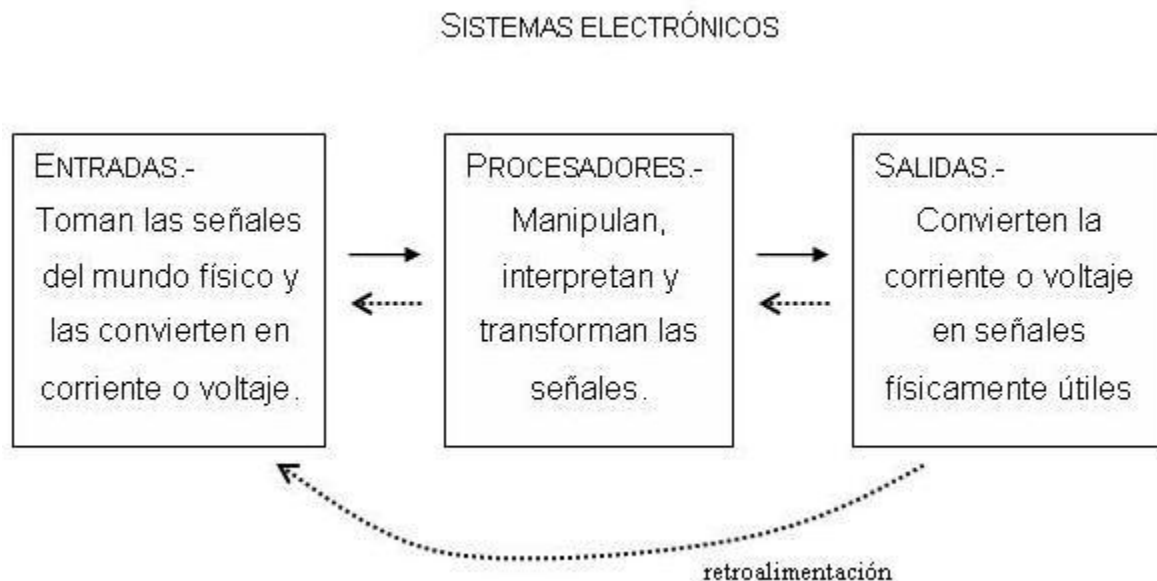 SISTEMAS ELECTRÓNICOS
ENTRADAS.-
Toman las señales
del mundo físico y
las convierten en
corriente o voltaje.
PROCESADORES.-
Manipulan,
interpretan y
transforman las
señales.
SALIDAS.-
Convierten la
corriente o voltaje
en señales
físicamente útiles
retroalimentación